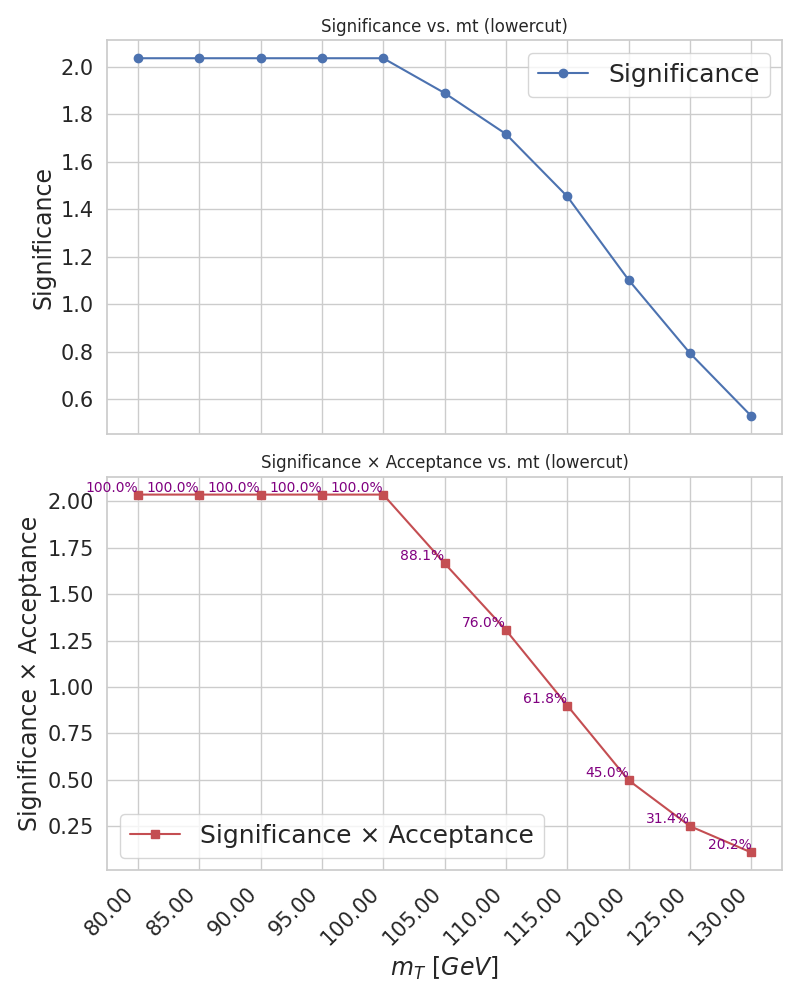 Significance vs. mt (lowercut)
Significance
2.0
1.8
1.6
1.4
1.2
1.0
0.8
0.6
Significance
Significance × Acceptance vs. mt (lowercut)
100.0% 100.0% 100.0% 100.0% 100.0%
88.1%
76.0%
61.8%
45.0%
31.4%
20.2%
2.00
1.75
1.50
1.25
1.00
0.75
0.50
0.25
Significance × Acceptance
Significance × Acceptance
80.00 85.00 90.00 95.00 100.00 105.00 110.00 115.00 120.00 125.00 130.00
m_T [GeV]